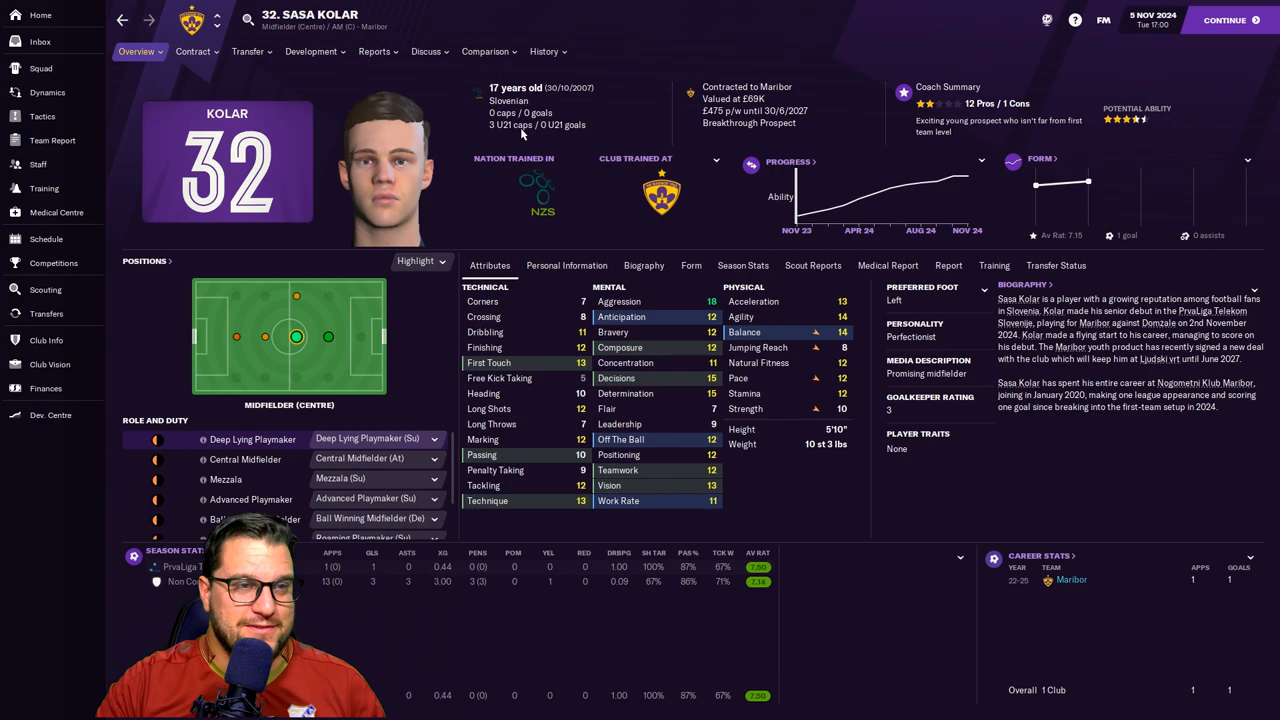 Home
Inbox
Squad
Dynamics
Tactics
Team Report
Staff
Training
Medical Centre
Schedule
Competitions
Scouting
Transfers
Club Info
Club Vision
Finances
Dev. Centre
32. SASA KOLAR
Midfielder (Centre) / AM (C) - Maribor
FM
5 NOV 2024
Tue 17:00
CONTINUE
Overview
Contract
Transfer
Development
Reports
Discuss
Comparison
History
KOLAR
32
17 years old (30/10/2007)
Slovenian
0 caps / 0 goals
3 U21 caps / 0 U21 goals
Contracted to Maribor
Valued at £69K
£475 p/w until 30/6/2027
Breakthrough Prospect
Coach Summary
12 Pros / 1 Cons
Exciting young prospect who isn't far from first
team level
POTENTIAL ABILITY
NATION TRAINED IN
NZS
CLUB TRAINED AT
PROGRESS
Ability
NOV 23 APR 24 AUG 24 NOV 24
FORM
Av Rat: 7.15 1 goal 0 assists
POSITIONS
Highlight
MIDFIELDER (CENTRE)
ROLE AND DUTY
Deep Lying Playmaker Deep Lying Playmaker (Su)
Central Midfielder Central Midfielder (At)
Mezzala Mezzala (Su)
Advanced Playmaker Advanced Playmaker (Su)
Ball Winning Midfielder (De)
Attributes
Personal Information
Biography
Form
Season Stats
Scout Reports
Medical Report
Report
Training
Transfer Status
TECHNICAL
Corners 7
Crossing 8
Dribbling 11
Finishing 12
First Touch 13
Free Kick Taking 5
Heading 10
Long Shots 12
Long Throws 7
Marking 12
Passing 10
Penalty Taking 9
Tackling 12
Technique 13
MENTAL
Aggression 18
Anticipation 12
Bravery 12
Composure 12
Concentration 11
Decisions 15
Determination 15
Flair 7
Leadership 9
Off The Ball 12
Positioning 12
Teamwork 12
Vision 13
Work Rate 11
PHYSICAL
Acceleration 13
Agility 14
Balance 14
Jumping Reach 8
Natural Fitness 12
Pace 12
Stamina 12
Strength 10
Height 5'10"
Weight 10 st 3 lbs
PREFERRED FOOT
Left
PERSONALITY
Perfectionist
MEDIA DESCRIPTION
Promising midfielder
GOALKEEPER RATING
3
PLAYER TRAITS
None
BIOGRAPHY
Sasa Kolar is a player with a growing reputation among football fans
in Slovenia. Kolar made his senior debut in the PrvaLiga Telekom
Slovenije, playing for Maribor against Domzale on 2nd November
2024. Kolar made a flying start to his career, managing to score on
his debut. The Maribor youth product has recently signed a new deal
with the club which will keep him at Ljudski vrt until June 2027.
Sasa Kolar has spent his entire career at Nogometni Klub Maribor,
joining in January 2020, making one league appearance and scoring
one goal since breaking into the first-team setup in 2024.
SEASON STATS
APPS GLS ASTS XG PENS POM YEL RED DRBPG SH TAR PAS% TCK W AV RAT
PrvaLiga 1 (0) 1 0 0.44 0 (0) 0 0 0 1.00 100% 87% 67% 7.50
Non 13 (0) 3 3 3.00 3 (3) 0 1 0 0.09 67% 86% 71% 7.14
0 0.44 0 (0) 0 0 0 1.00 100% 87% 67% 7.50
CAREER STATS
YEAR TEAM APPS GOALS
22-25 Maribor 1 1
Overall 1 Club 1 1